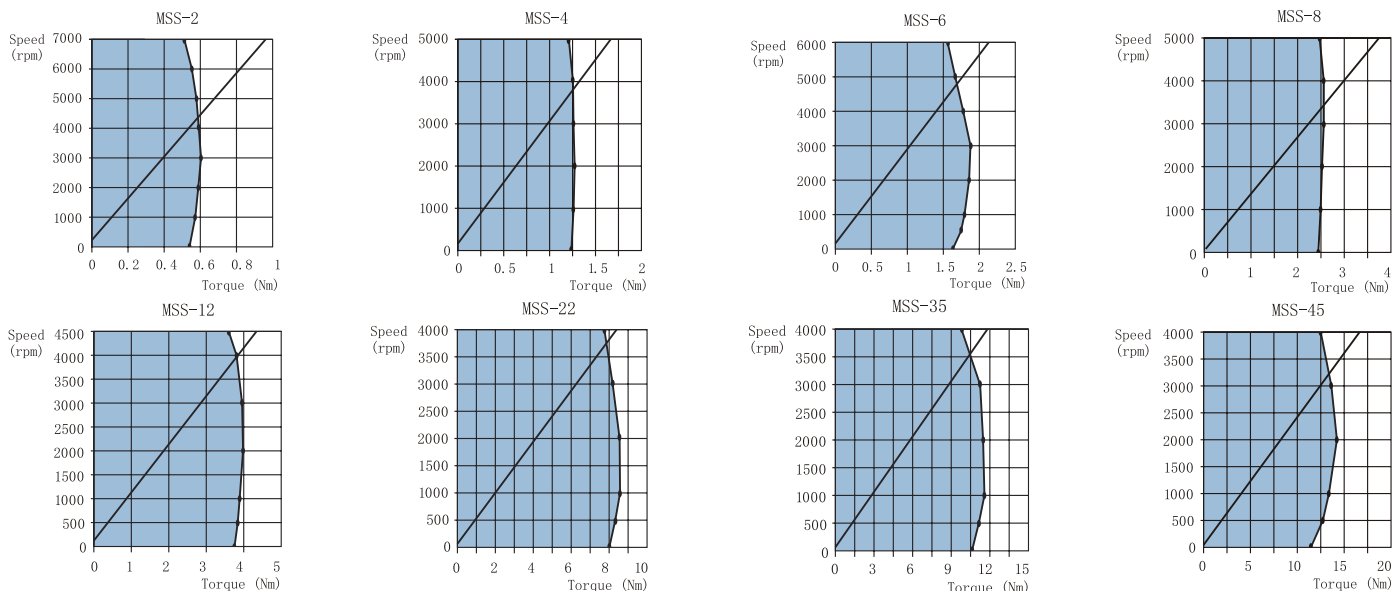 MSS-2
Speed
(rpm)
7000
6000
5000
4000
3000
2000
1000
0
0 0.2 0.4 0.6 0.8 1
Torque (Nm)
MSS-4
Speed
(rpm)
5000
4000
3000
2000
1000
0
0 0.5 1 1.5 2
Torque (Nm)
MSS-6
Speed
(rpm)
6000
5000
4000
3000
2000
1000
0
0 0.5 1 1.5 2 2.5
Torque (Nm)
MSS-8
Speed
(rpm)
5000
4000
3000
2000
1000
0
0 1 2 3 4
Torque (Nm)
MSS-12
Speed
(rpm)
4500
4000
3500
3000
2500
2000
1500
1000
500
0
0 1 2 3 4 5
Torque (Nm)
MSS-22
Speed
(rpm)
4000
3500
3000
2500
2000
1500
1000
500
0
0 2 4 6 8 10
Torque (Nm)
MSS-35
Speed
(rpm)
4000
3500
3000
2500
2000
1500
1000
500
0
0 3 6 9 12 15
Torque (Nm)
MSS-45
Speed
(rpm)
4000
3500
3000
2500
2000
1500
1000
500
0
0 5 10 15 20
Torque (Nm)